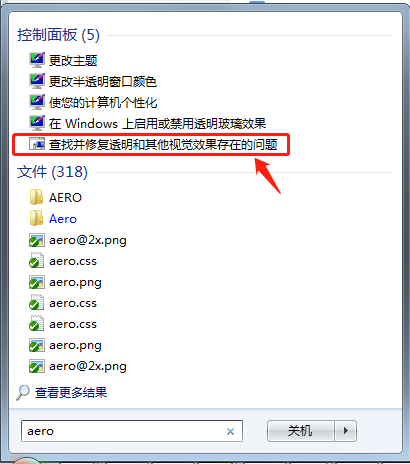 控制面板 (5)
更改主题
更改半透明窗口颜色
使您的计算机个性化
在 Windows 上启用或禁用透明玻璃效果
查找并修复透明和其他视觉效果存在的问题
文件 (318)
AERO
Aero
aero@2x.png
aero.css
aero.png
aero.css
aero.css
aero.png
aero@2x.png
查看更多结果
aero
关机